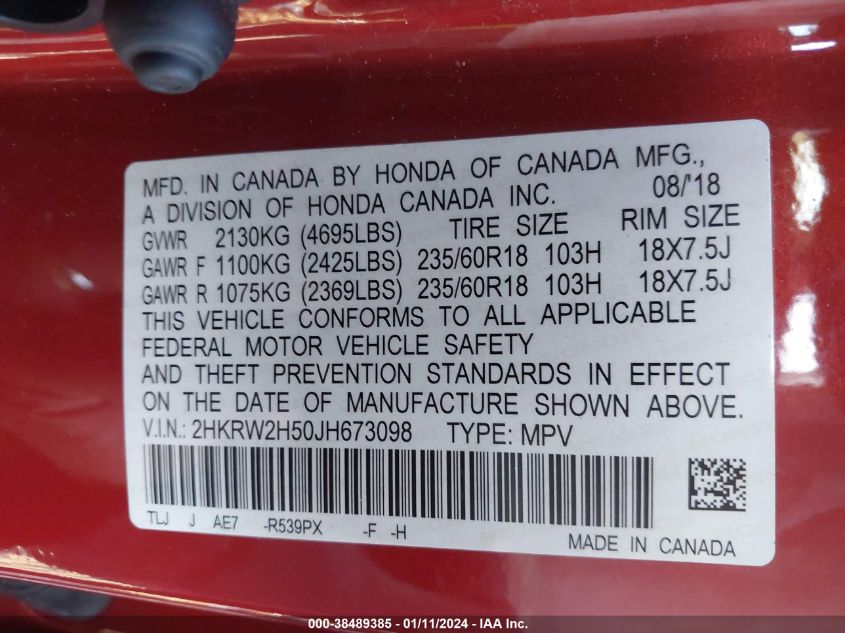 MFD. IN CANADA BY HONDA OF CANADA MFG.,
A DIVISION OF HONDA CANADA INC. 08/'18
GVWR 2130KG (4695LBS) TIRE SIZE RIM SIZE
GAWR F 1100KG (2425LBS) 235/60R18 103H 18X7.5J
GAWR R 1075KG (2369LBS) 235/60R18 103H 18X7.5J
THIS VEHICLE CONFORMS TO ALL APPLICABLE
FEDERAL MOTOR VEHICLE SAFETY
AND THEFT PREVENTION STANDARDS IN EFFECT
ON THE DATE OF MANUFACTURE SHOWN ABOVE.
V.I.N.: 2HKRW2H50JH673098 TYPE: MPV
TLJ J AE7 -R539PX -F -H
MADE IN CANADA
000-38489385 - 01/11/2024 - IAA Inc.